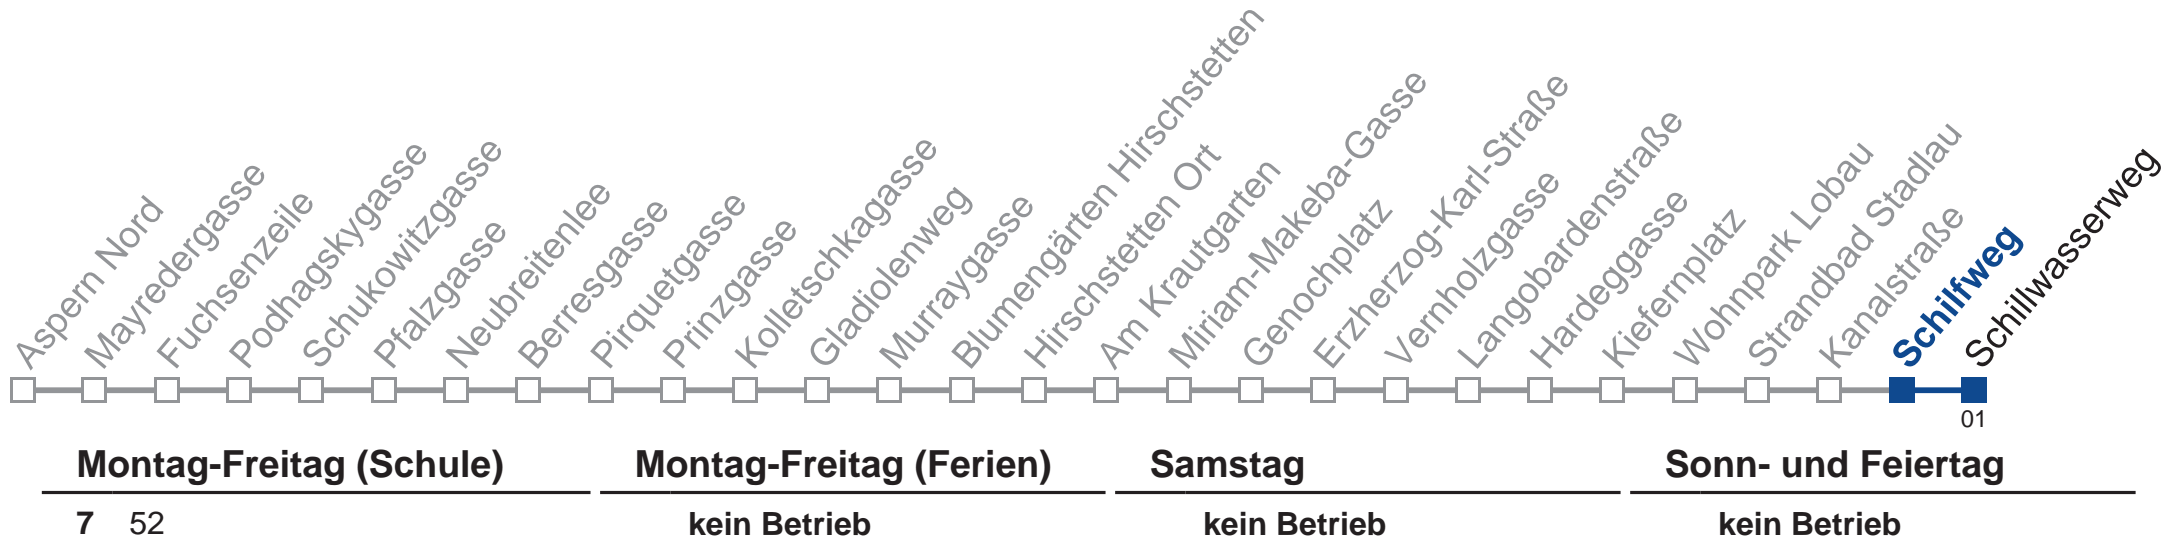 Aspern Nord
Mayredergasse
Fuchsenzeile
Podhagskygasse
Schukowitzgasse
Pfalzgasse
Neubreitenlee
Berresgasse
Pirquetgasse
Prinzgasse
Kolletschkagasse
Gladiolenweg
Murraygasse
Blumengärten Hirschstetten
Hirschstetten Ort
Am Krautgarten
Miriam-Makeba-Gasse
Genochplatz
Erzherzog-Karl-Straße
Vernholzgasse
Langobardenstraße
Hardeggasse
Kiefernplatz
Wohnpark Lobau
Strandbad Stadlau
Kanalstraße
Schilfweg
Schillwasserweg
01
Montag-Freitag (Schule) Montag-Freitag (Ferien) Samstag Sonn- und Feiertag
7 52 kein Betrieb kein Betrieb kein Betrieb